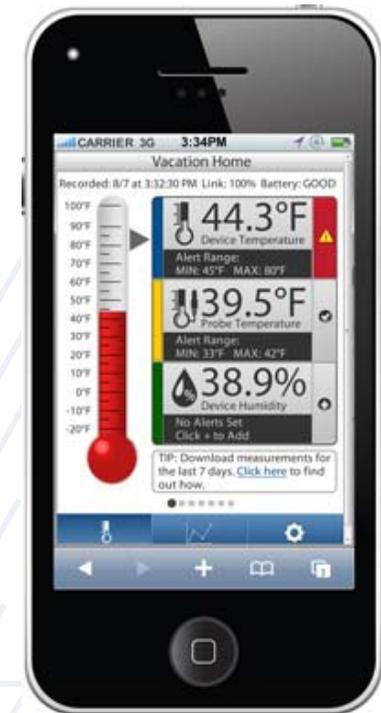 CARRIER 3G 3:34PM
Vacation Home
Recorded: 8/7 at 3:32:30 PM Link: 100% Battery: GOOD
100°F
90°F
80°F
70°F
60°F
50°F
40°F
30°F
20°F
10°F
0°F
-10°F
-20°F
44.3°F
Device Temperature
Alert Range:
MIN: 45°F MAX: 80°F
39.5°F
Probe Temperature
Alert Range:
MIN: 33°F MAX: 42°F
38.9%
Device Humidity
No Alerts Set
Click + to Add
TIP: Download measurements for
the last 7 days. Click here to find
out how.